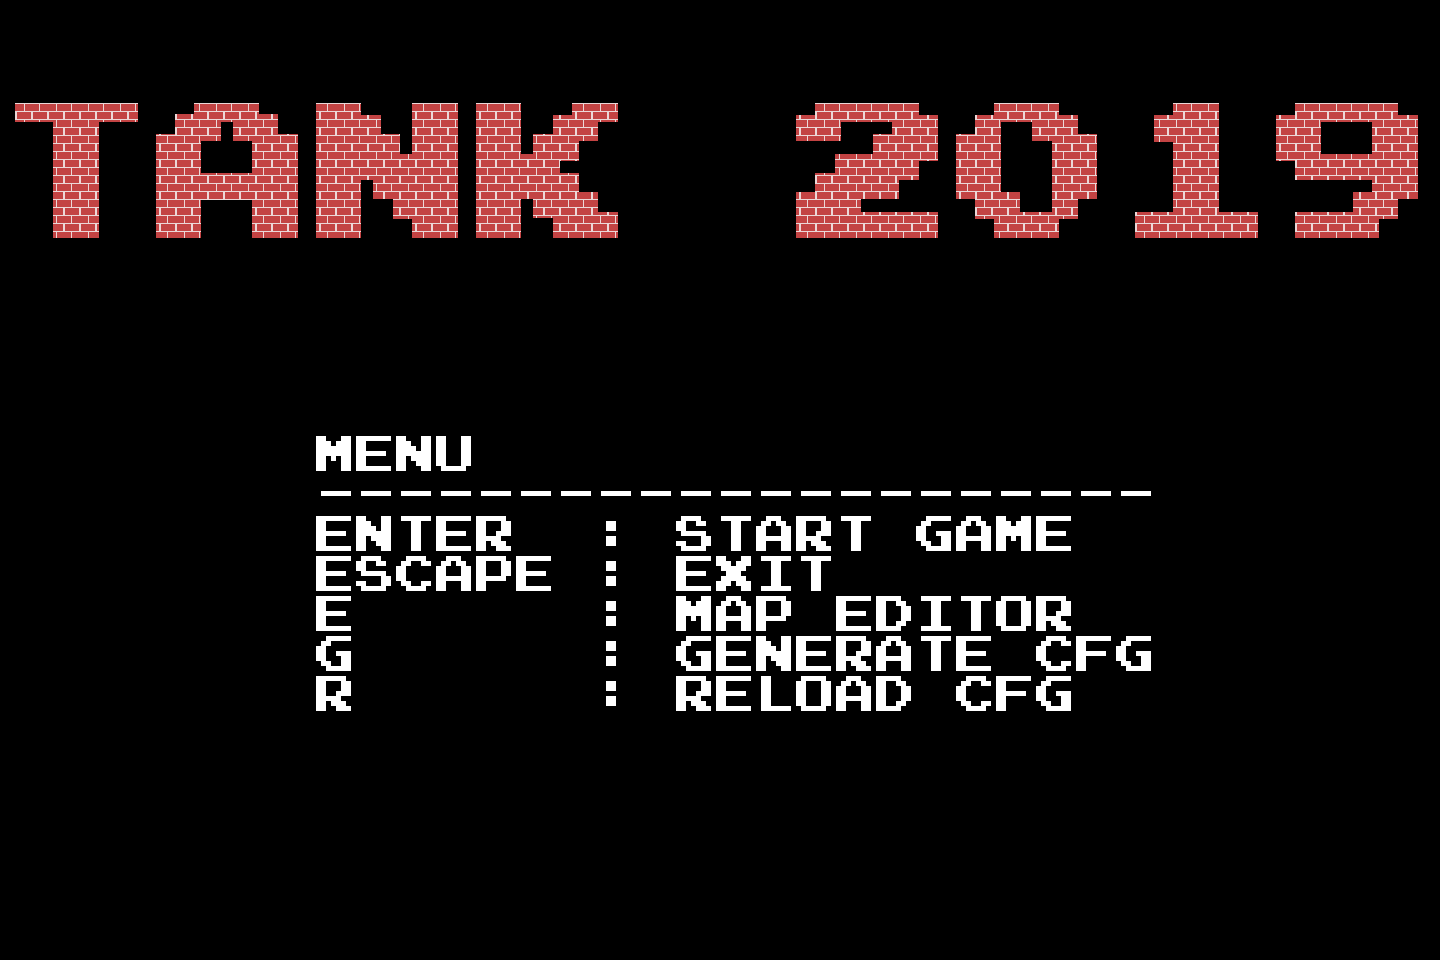 TANK 2019
MENU
---------------------
ENTER : START GAME
ESCAPE : EXIT
E : MAP EDITOR
G : GENERATE CFG
R : RELOAD CFG